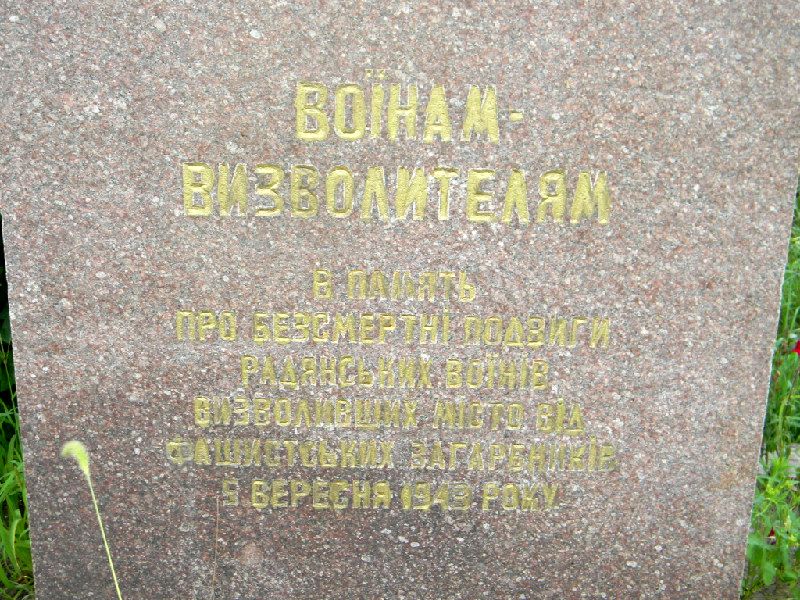 ВОЇНАМ-
ВИЗВОЛИТЕЛЯМ
В ПАМ'ЯТЬ
ПРО БЕЗСМЕРТНІ ПОДВИГИ
РАДЯНСЬКИХ ВОЇНІВ
ВИЗВОЛИВШИХ МІСТО ВІД
ФАШИСТСЬКИХ ЗАГАРБНИКІВ
5 ВЕРЕСНЯ 1943 РОКУ